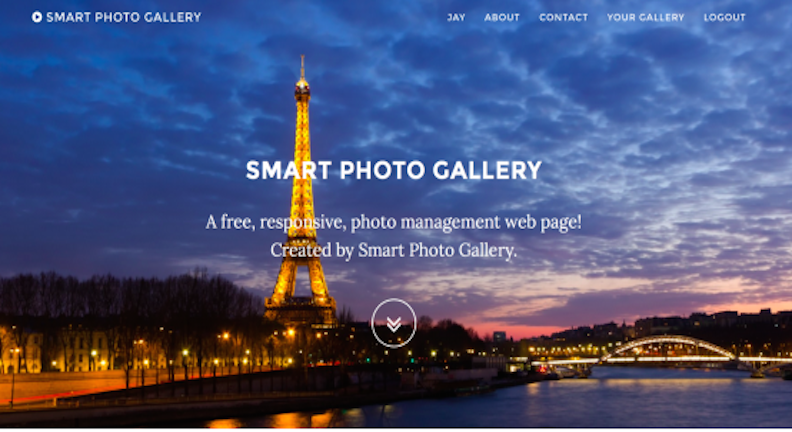 SMART PHOTO GALLERY
JAY ABOUT CONTACT YOUR GALLERY LOGOUT
SMART PHOTO GALLERY
A free, responsive, photo management web page!
Created by Smart Photo Gallery.